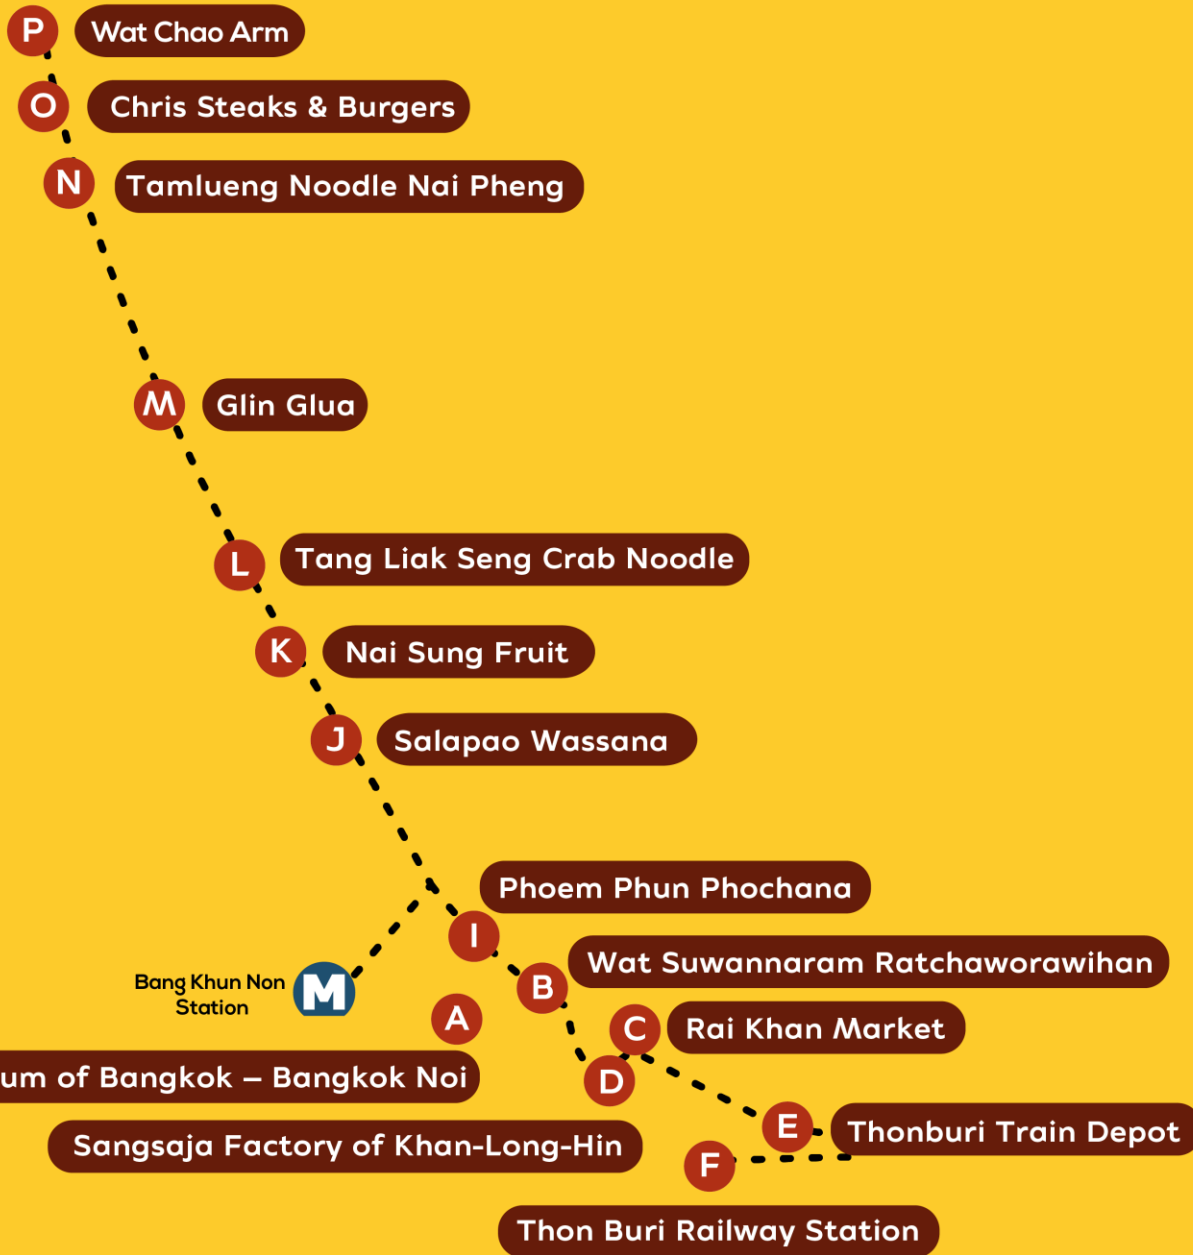 P Wat Chao Arm
O Chris Steaks & Burgers
N Tamlueng Noodle Nai Pheng
M Glin Glua
L Tang Liak Seng Crab Noodle
K Nai Sung Fruit
J Salapao Wassana
Phoem Phun Phochana
I
Wat Suwannaram Ratchaworawihan
B
Bang Khun Non
Station
M
A
C Rai Khan Market
um of Bangkok – Bangkok Noi
D
E Thonburi Train Depot
Sangsaja Factory of Khan-Long-Hin
F
Thon Buri Railway Station